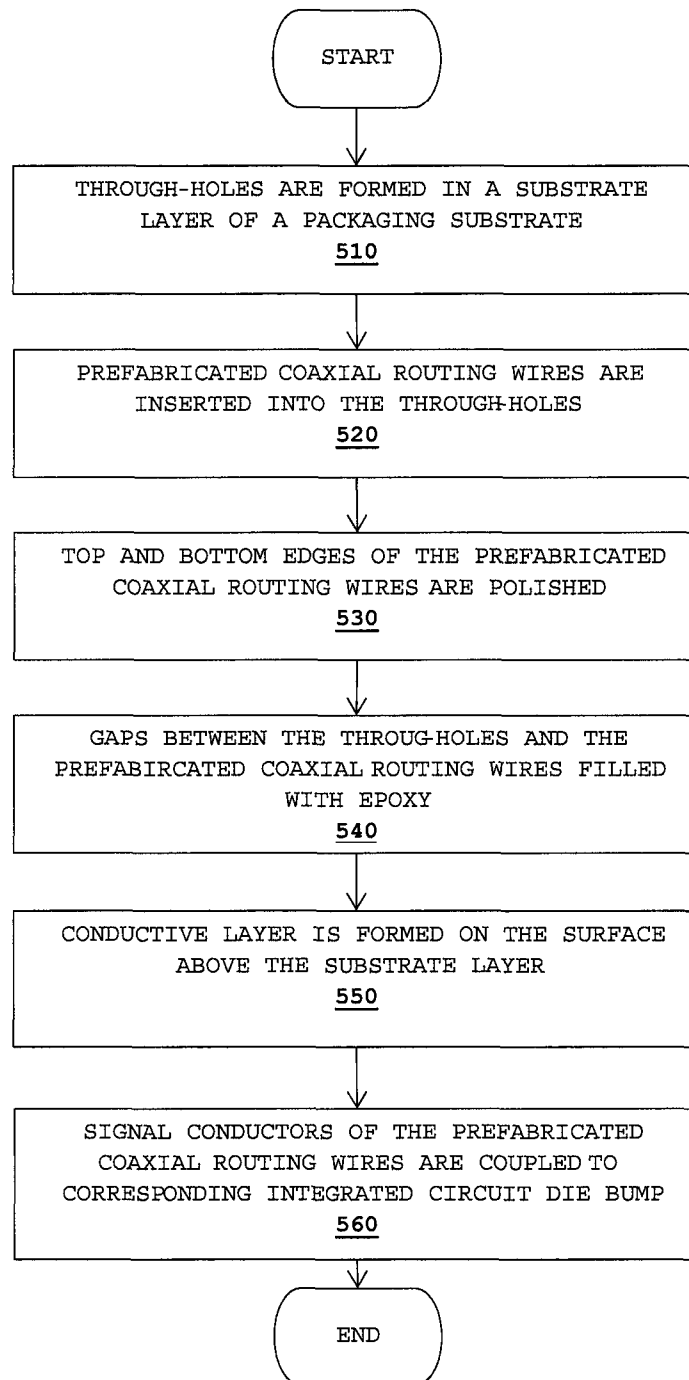 START
THROUGH-HOLES ARE FORMED IN A SUBSTRATE
LAYER OF A PACKAGING SUBSTRATE
510
PREFABRICATED COAXIAL ROUTING WIRES ARE
INSERTED INTO THE THROUGH-HOLES
520
TOP AND BOTTOM EDGES OF THE PREFABRICATED
COAXIAL ROUTING WIRES ARE POLISHED
530
GAPS BETWEEN THE THROUG-HOLES AND THE
PREFABIRCATED COAXIAL ROUTING WIRES FILLED
WITH EPOXY
540
CONDUCTIVE LAYER IS FORMED ON THE SURFACE
ABOVE THE SUBSTRATE LAYER
550
SIGNAL CONDUCTORS OF THE PREFABRICATED
COAXIAL ROUTING WIRES ARE COUPLED TO
CORRESPONDING INTEGRATED CIRCUIT DIE BUMP
560
END